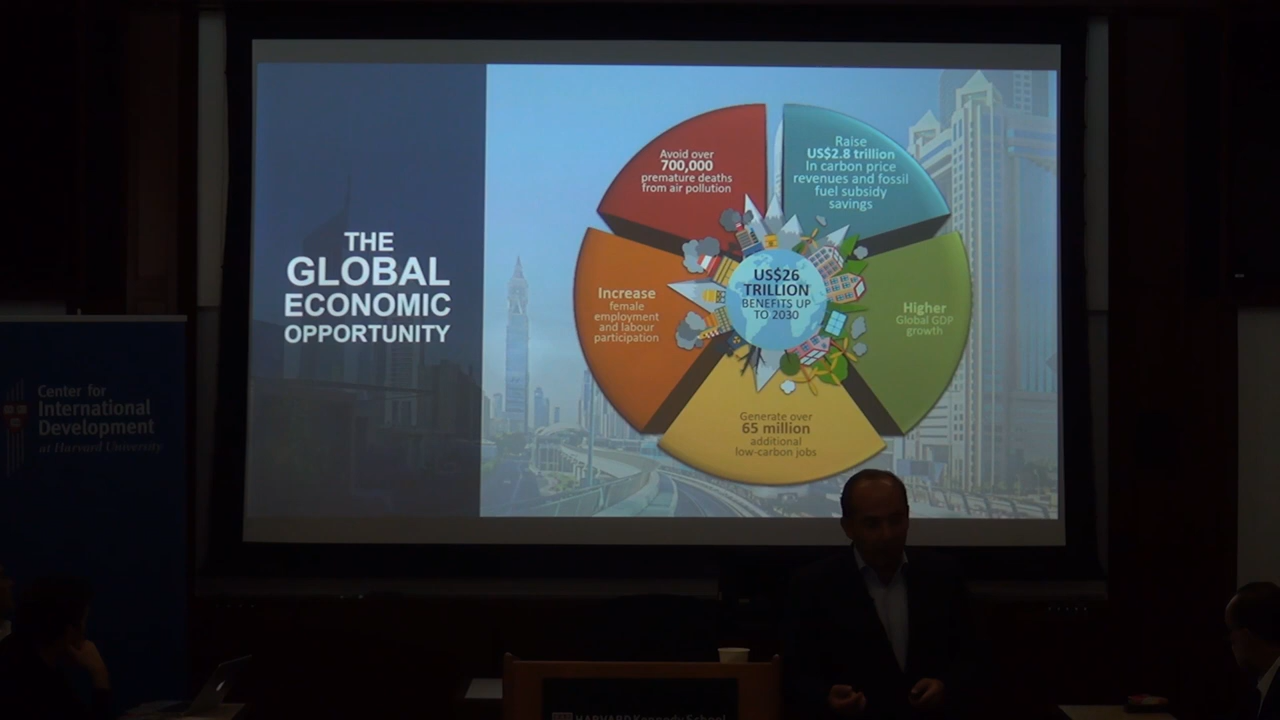 THE
GLOBAL
ECONOMIC
OPPORTUNITY
Avoid over
700,000
premature deaths
from air pollution
Raise
US$2.8 trillion
In carbon price
revenues and fossil
fuel subsidy
savings
Increase
female
employment
and labour
participation
US$26
TRILLION
BENEFITS UP
TO 2030
Higher
Global GDP
growth
Generate over
65 million
additional
low-carbon jobs
Center for
International
Development
at Harvard University
HARVARD Kennedy School